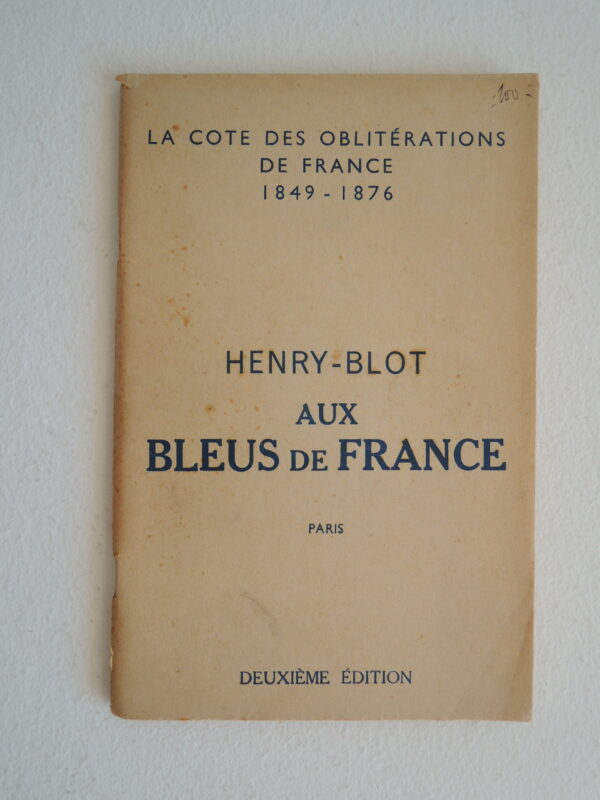 LA COTE DES OBLITÉRATIONS
DE FRANCE
1849 - 1876
HENRY-BLOT
AUX
BLEUS DE FRANCE
PARIS
DEUXIÈME ÉDITION